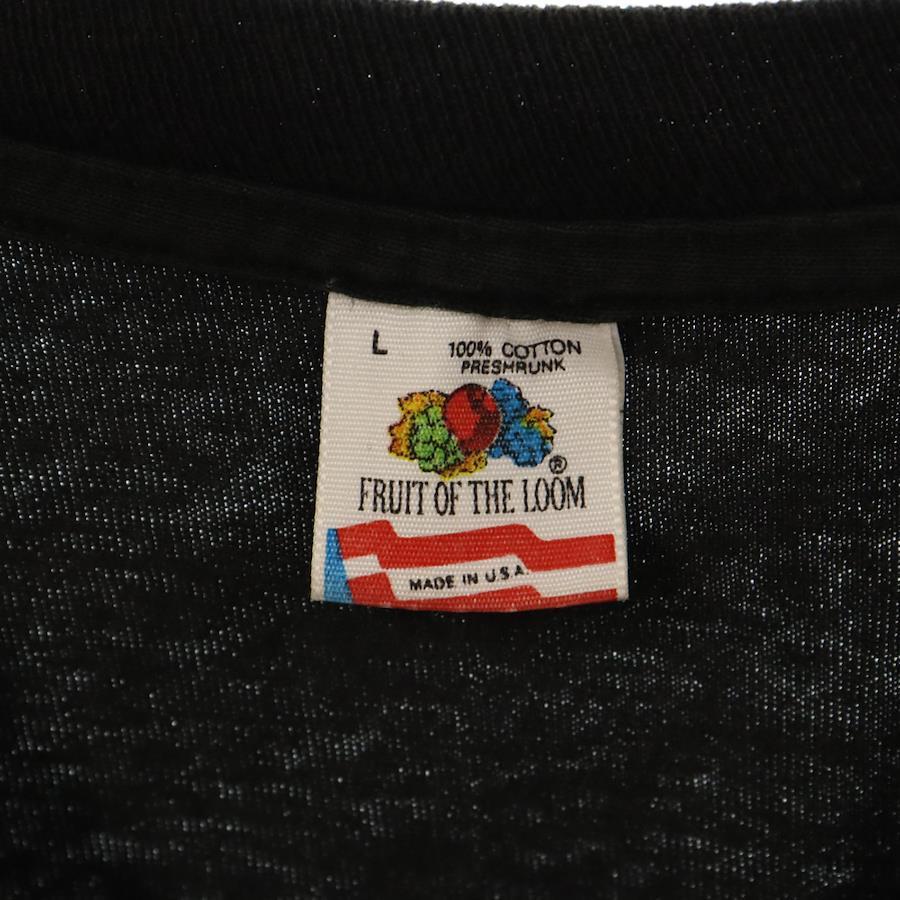 L
100% COTTON
PRESHRUNK
®
FRUIT OF THE LOOM
MADE IN U.S.A.